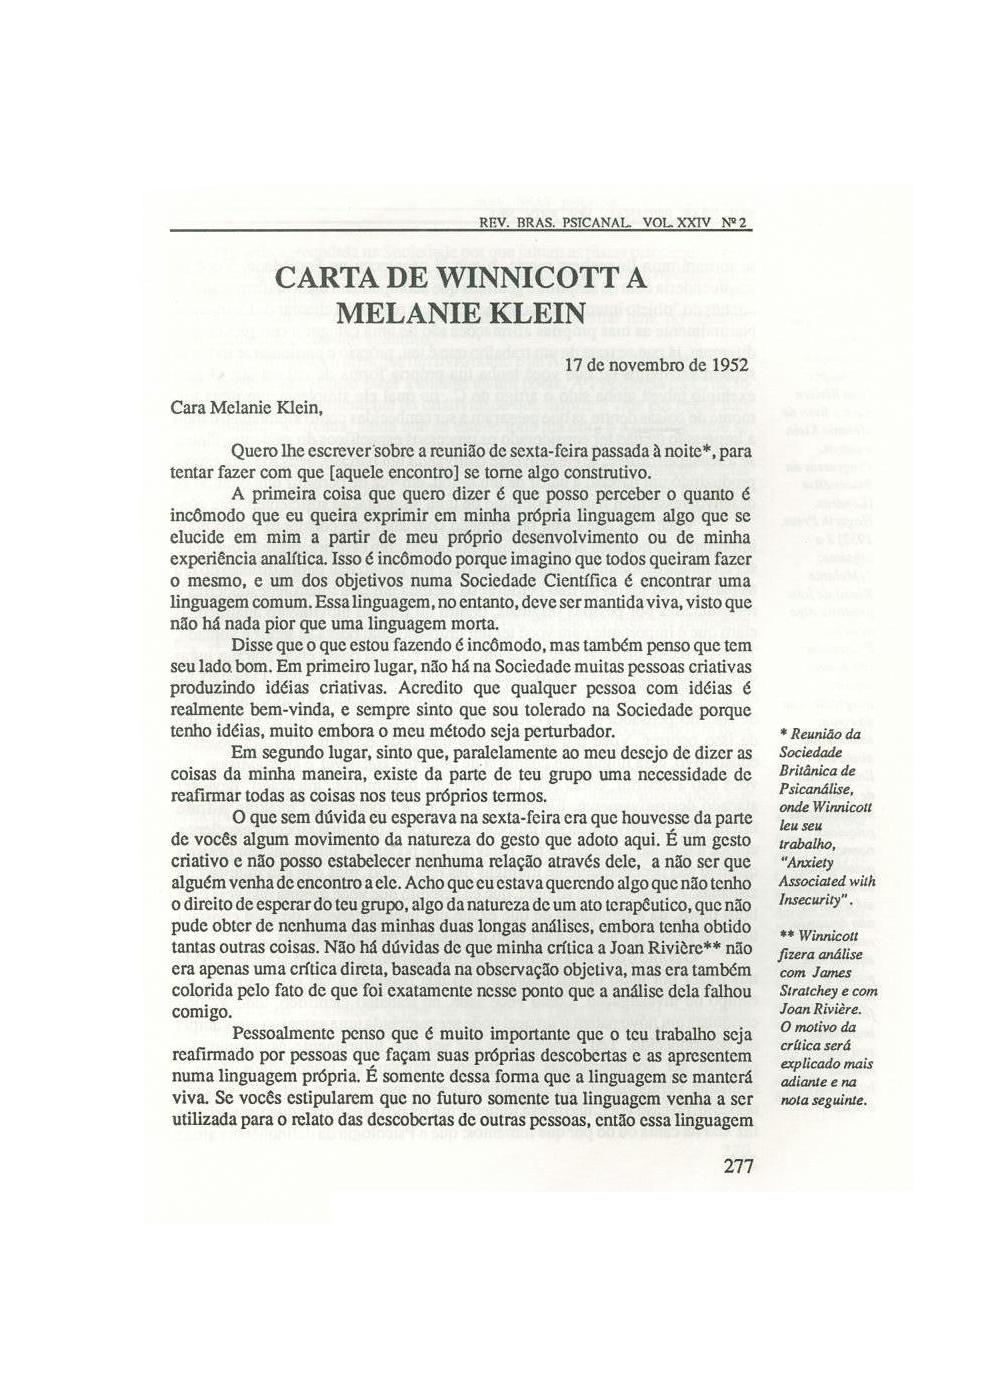 REV. BRAS. PSICANAL. VOL. XXIV Nº 2
CARTA DE WINNICOTT A
MELANIE KLEIN
17 de novembro de 1952
Cara Melanie Klein,
Quero lhe escrever sobre a reunião de sexta-feira passada à noite*, para
tentar fazer com que [aquele encontro] se torne algo construtivo.
A primeira coisa que quero dizer é que posso perceber o quanto é
incômodo que eu queira exprimir em minha própria linguagem algo que se
elucide em mim a partir de meu próprio desenvolvimento ou de minha
experiência analítica. Isso é incômodo porque imagino que todos queiram fazer
o mesmo, e um dos objetivos numa Sociedade Científica é encontrar uma
linguagem comum. Essa linguagem, no entanto, deve ser mantida viva, visto que
não há nada pior que uma linguagem morta.
Disse que o que estou fazendo é incômodo, mas também penso que tem
seu lado bom. Em primeiro lugar, não há na Sociedade muitas pessoas criativas
produzindo idéias criativas. Acredito que qualquer pessoa com idéias é
realmente bem-vinda, e sempre sinto que sou tolerado na Sociedade porque
tenho idéias, muito embora o meu método seja perturbador.
Em segundo lugar, sinto que, paralelamente ao meu desejo de dizer as
coisas da minha maneira, existe da parte de teu grupo uma necessidade de
reafirmar todas as coisas nos teus próprios termos.
O que sem dúvida eu esperava na sexta-feira era que houvesse da parte
de vocês algum movimento da natureza do gesto que adoto aqui. É um gesto
criativo e não posso estabelecer nenhuma relação através dele, a não ser que
alguém venha de encontro a ele. Acho que eu estava querendo algo que não tenho
o direito de esperar do teu grupo, algo da natureza de um ato terapêutico, que não
pude obter de nenhuma das minhas duas longas análises, embora tenha obtido
tantas outras coisas. Não há dúvidas de que minha crítica a Joan Rivière** não
era apenas uma crítica direta, baseada na observação objetiva, mas era também
colorida pelo fato de que foi exatamente nesse ponto que a análise dela falhou
comigo.
Pessoalmente penso que é muito importante que o teu trabalho seja
reafirmado por pessoas que façam suas próprias descobertas e as apresentem
numa linguagem própria. É somente dessa forma que a linguagem se manterá
viva. Se vocês estipularem que no futuro somente tua linguagem venha a ser
utilizada para o relato das descobertas de outras pessoas, então essa linguagem
* Reunião da
Sociedade
Britânica de
Psicanálise,
onde Winnicott
leu seu
trabalho,
"Anxiety
Associated with
Insecurity".
** Winnicott
fizera análise
com James
Stratchey e com
Joan Rivière.
O motivo da
crítica será
explicado mais
adiante e na
nota seguinte.
277